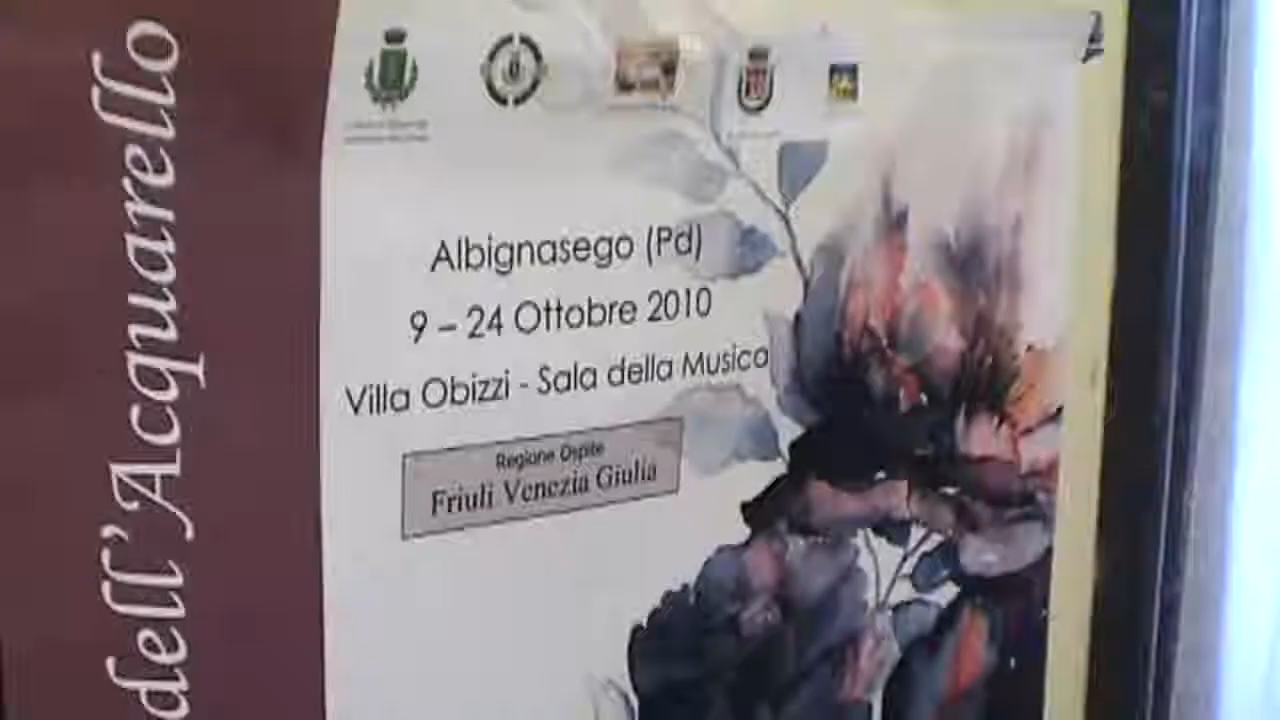 dell'Acquarello
Albignasego (Pd)
9 – 24 Ottobre 2010
Villa Obizzi - Sala della Musica
Regione Ospite
Friuli Venezia Giulia